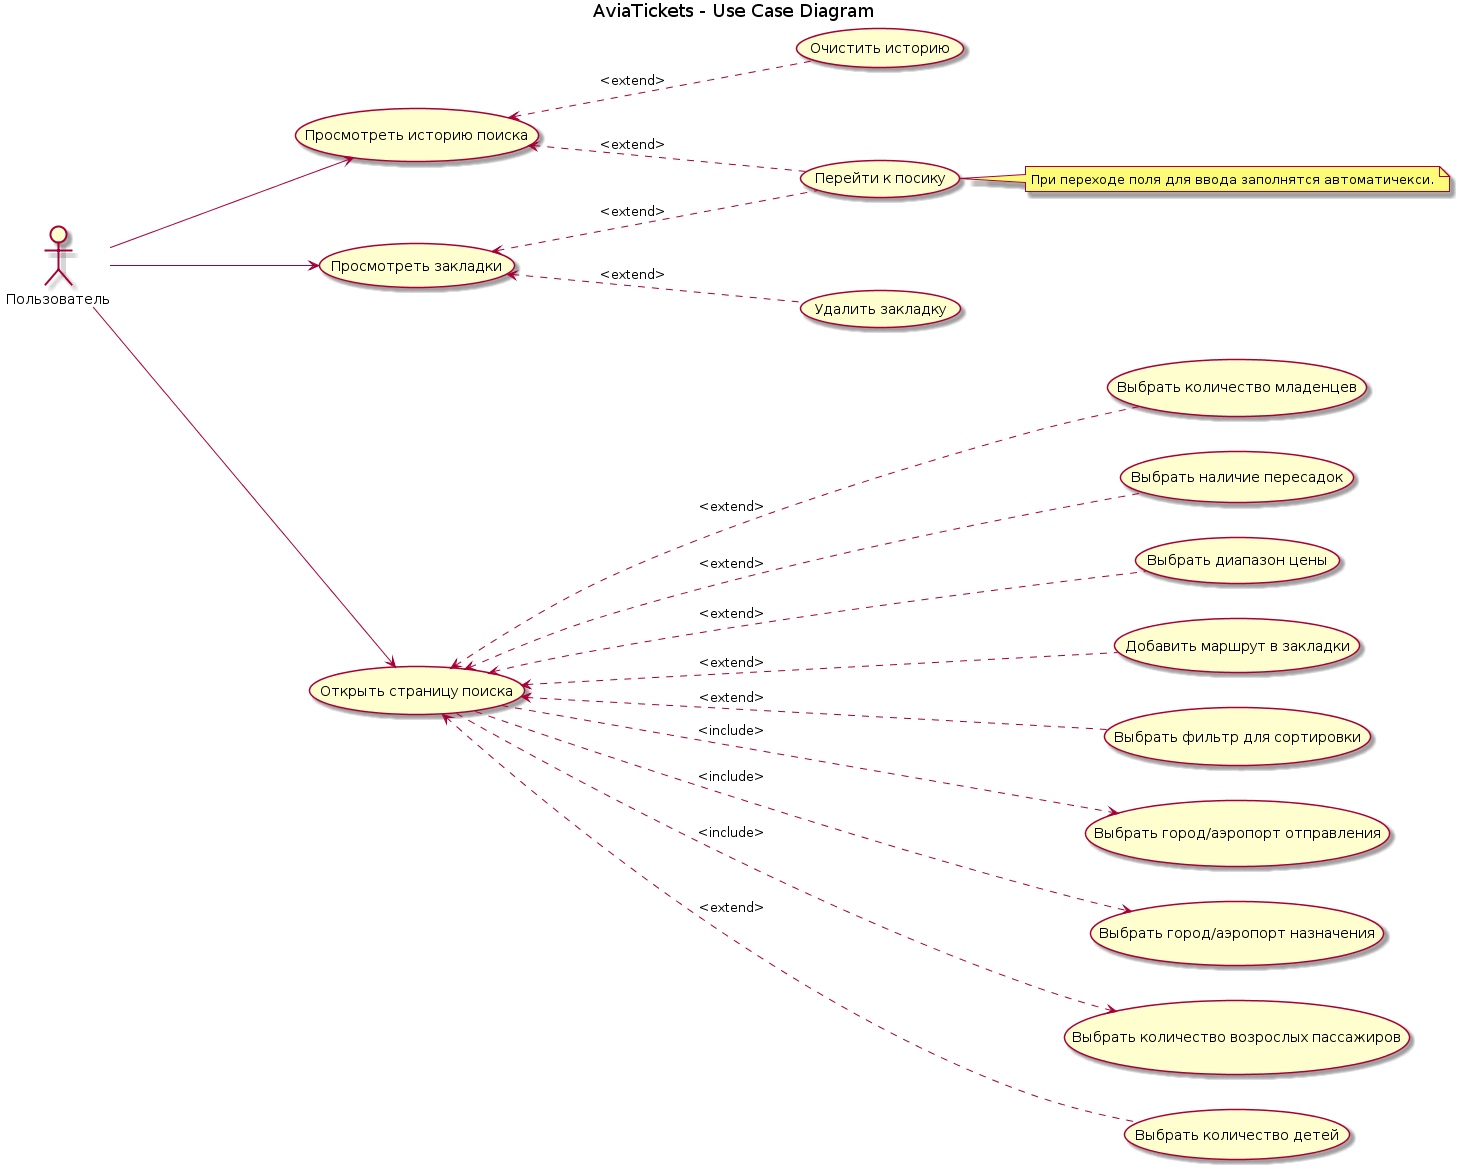 AviaTickets - Use Case Diagram
Очистить историю
<extend>
Просмотреть историю поиска
<extend>
Перейти к посику
При переходе поля для ввода заполнятся автоматичекси.
<extend>
Просмотреть закладки
<extend>
Пользователь
Удалить закладку
Выбрать количество младенцев
Выбрать наличие пересадок
<extend>
Выбрать диапазон цены
<extend>
<extend>
Добавить маршрут в закладки
<extend>
Открыть страницу поиска
<extend>
<include>
Выбрать фильтр для сортировки
<include>
<include>
Выбрать город/аэропорт отправления
<extend>
Выбрать город/аэропорт назначения
Выбрать количество возрослых пассажиров
Выбрать количество детей